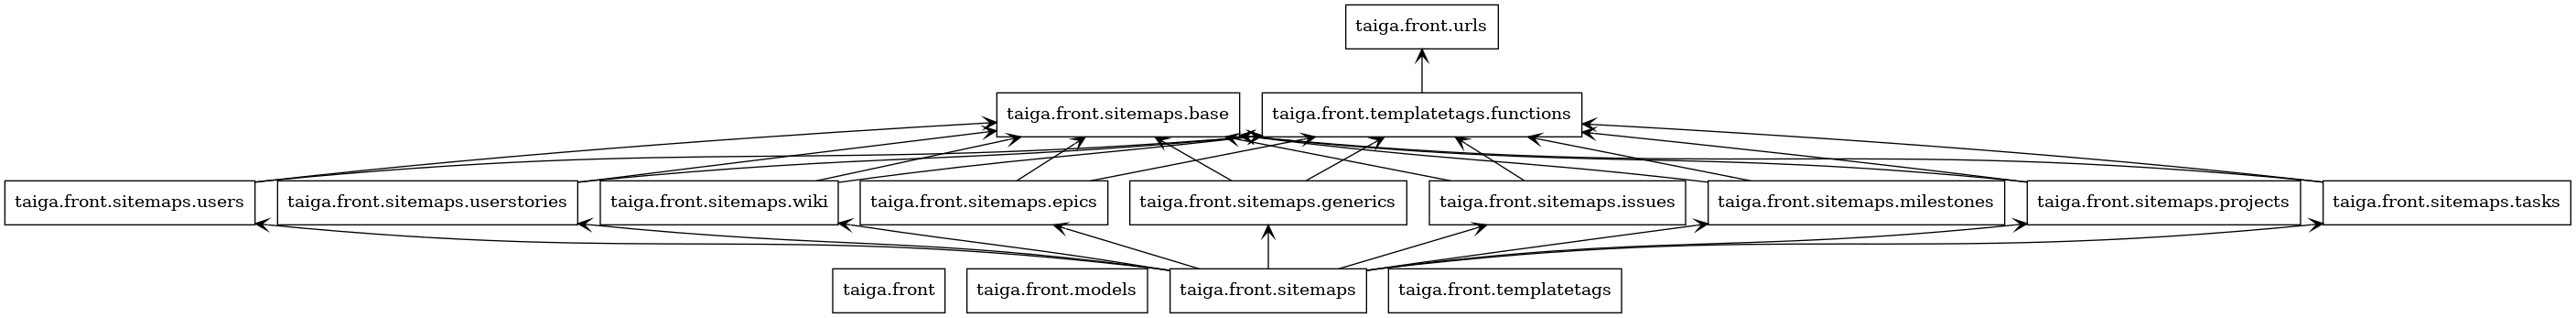 taiga.front.urls
taiga.front.sitemaps.base
taiga.front.templatetags.functions
taiga.front.sitemaps.users
taiga.front.sitemaps.userstories
taiga.front.sitemaps.wiki
taiga.front.sitemaps.epics
taiga.front.sitemaps.generics
taiga.front.sitemaps.issues
taiga.front.sitemaps.milestones
taiga.front.sitemaps.projects
taiga.front.sitemaps.tasks
taiga.front
taiga.front.models
taiga.front.sitemaps
taiga.front.templatetags